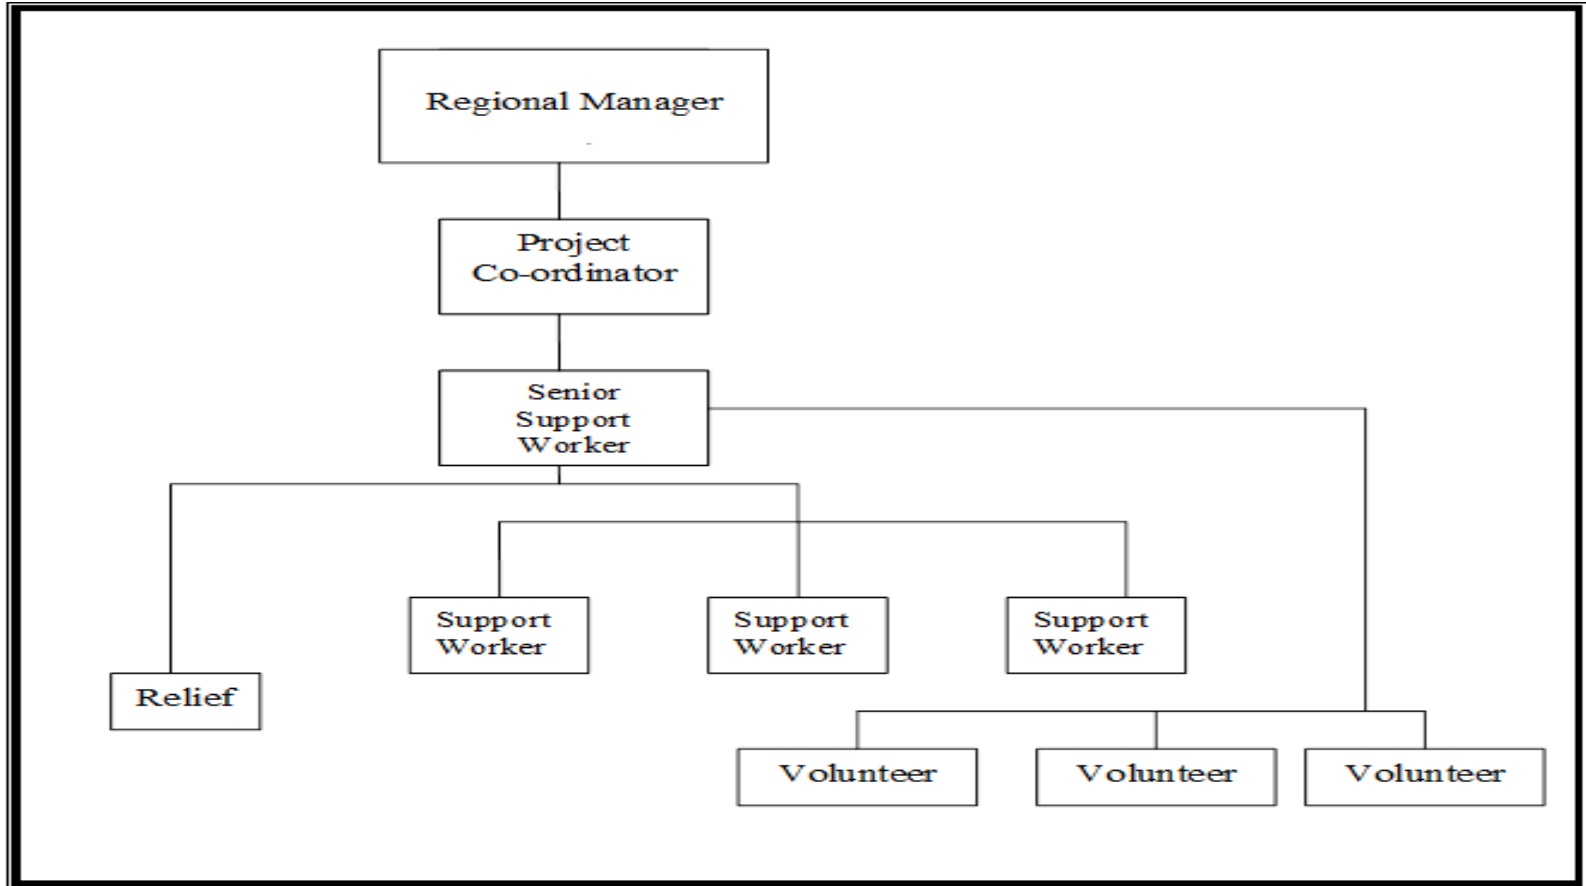 Regional Manager
Project
Co-ordinator
Senior
Support
Worker
Support
Worker
Support
Worker
Support
Worker
Relief
Volunteer
Volunteer
Volunteer